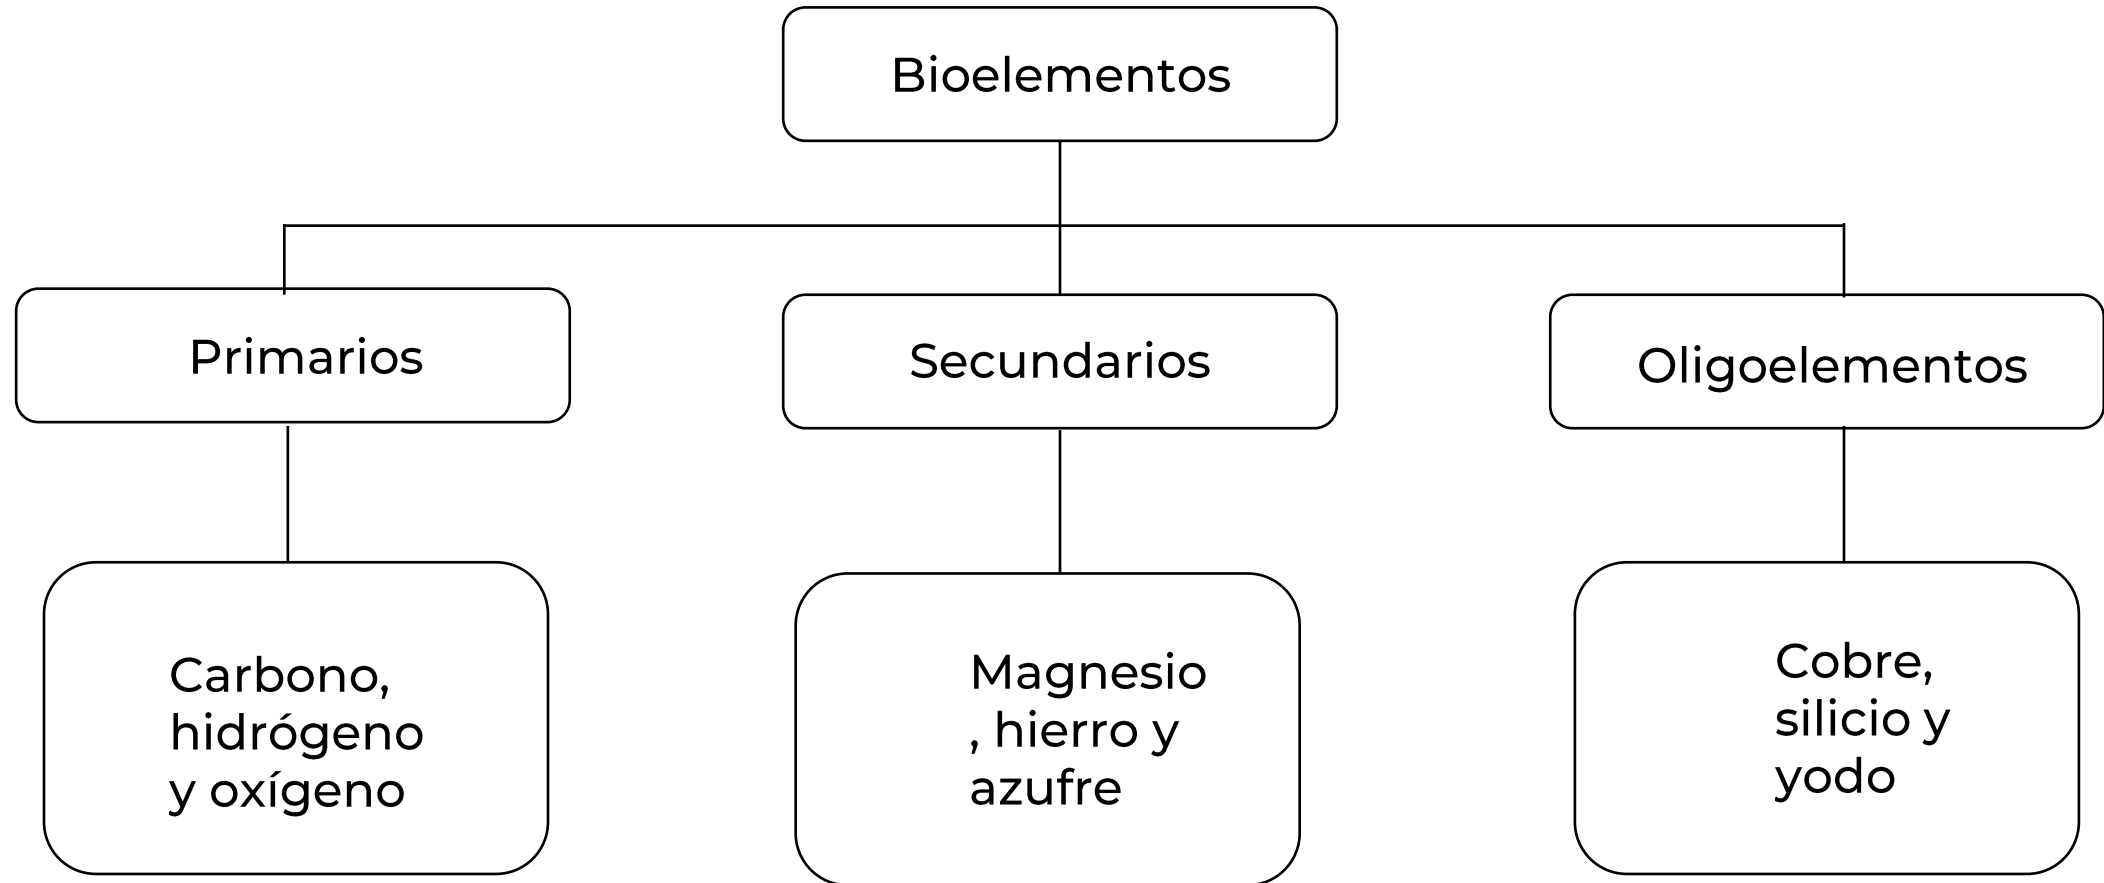 Bioelementos
Primarios
Secundarios
Oligoelementos
Carbono,
hidrógeno
y oxígeno
Magnesio
, hierro y
azufre
Cobre,
silicio y
yodo